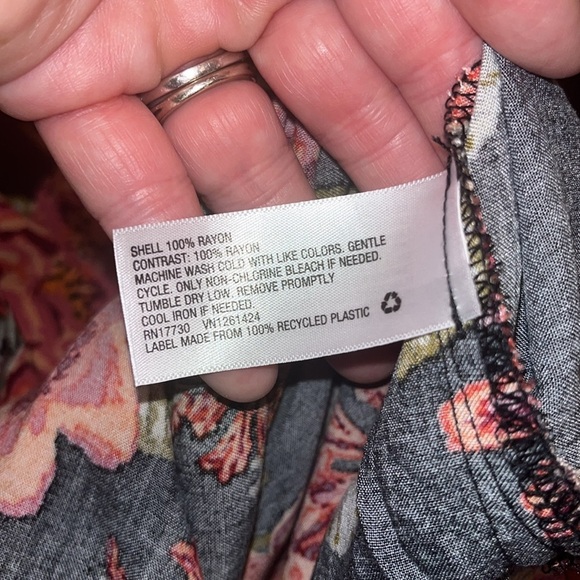 SHELL 100% RAYON
CONTRAST: 100% RAYON
MACHINE WASH COLD WITH LIKE COLORS. GENTLE
CYCLE. ONLY NON-CHLORINE BLEACH IF NEEDED.
TUMBLE DRY LOW. REMOVE PROMPTLY
COOL IRON IF NEEDED.
RN17730 VN1261424
LABEL MADE FROM 100% RECYCLED PLASTIC